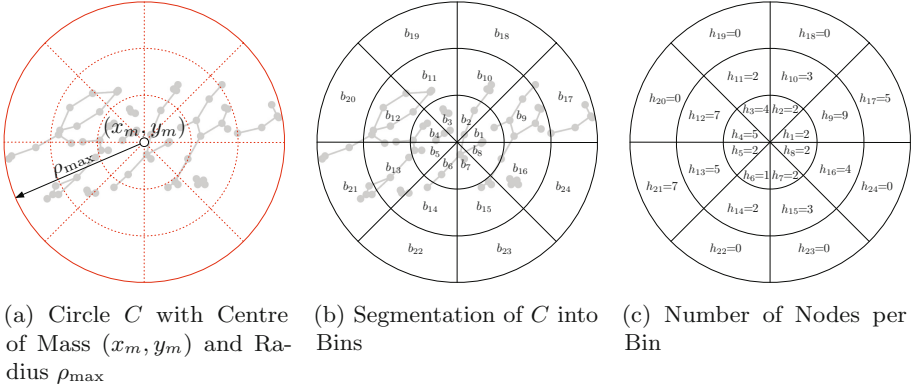 (x_m, y_m)
ρ_max
b_19 b_18
b_11 b_10
b_20 b_17
b_12 b_3 b_2 b_9
b_4 b_1
b_5 b_8
b_13 b_6 b_7 b_16
b_21 b_24
b_14 b_15
b_22 b_23
h_19=0 h_18=0
h_11=2 h_10=3
h_20=0 h_17=5
h_12=7 h_3=4 h_2=2 h_9=9
h_4=5 h_1=2
h_5=2 h_8=2
h_13=5 h_6=1 h_7=2 h_16=4
h_21=7 h_24=0
h_14=2 h_15=3
h_22=0 h_23=0
(a) Circle C with Centre
of Mass (x_m, y_m) and Ra-
dius ρ_max
(b) Segmentation of C into
Bins
(c) Number of Nodes per
Bin